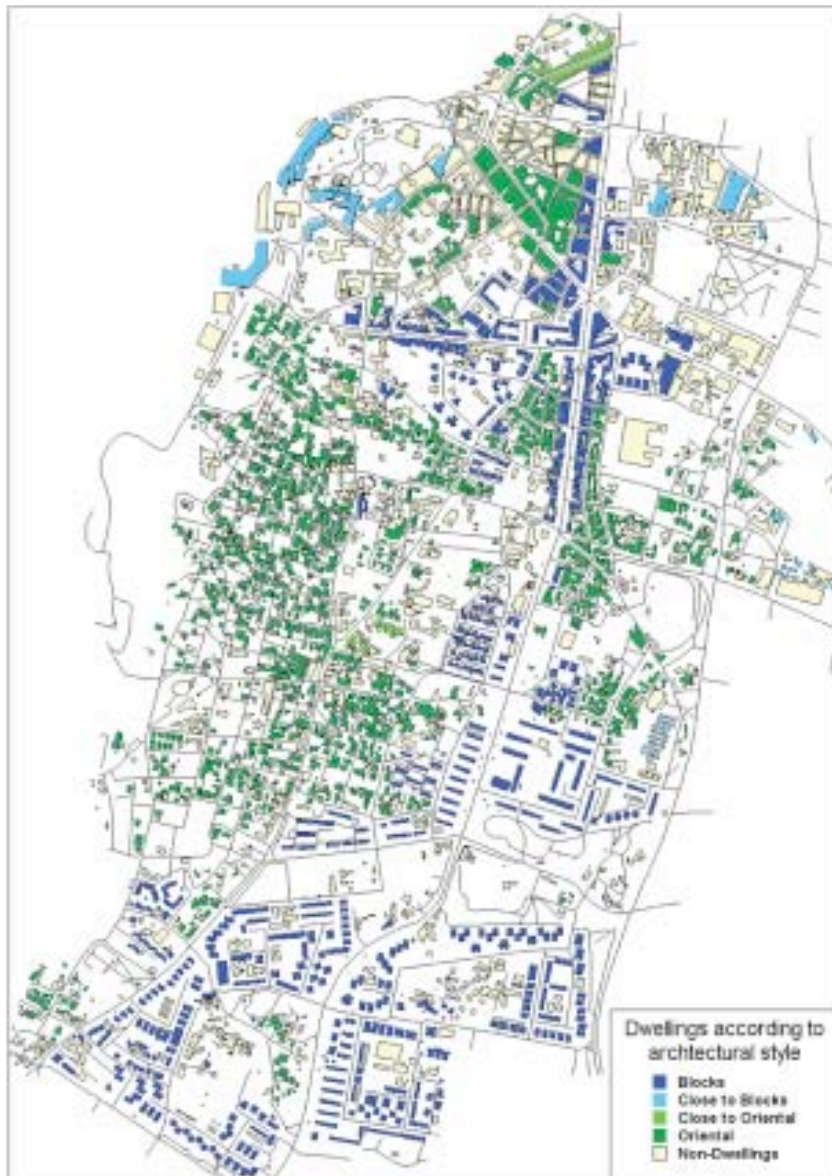 Dwellings according to
archtectural style
Blocks
Close to Blocks
Close to Oriental
Oriental
Non-Dwellings